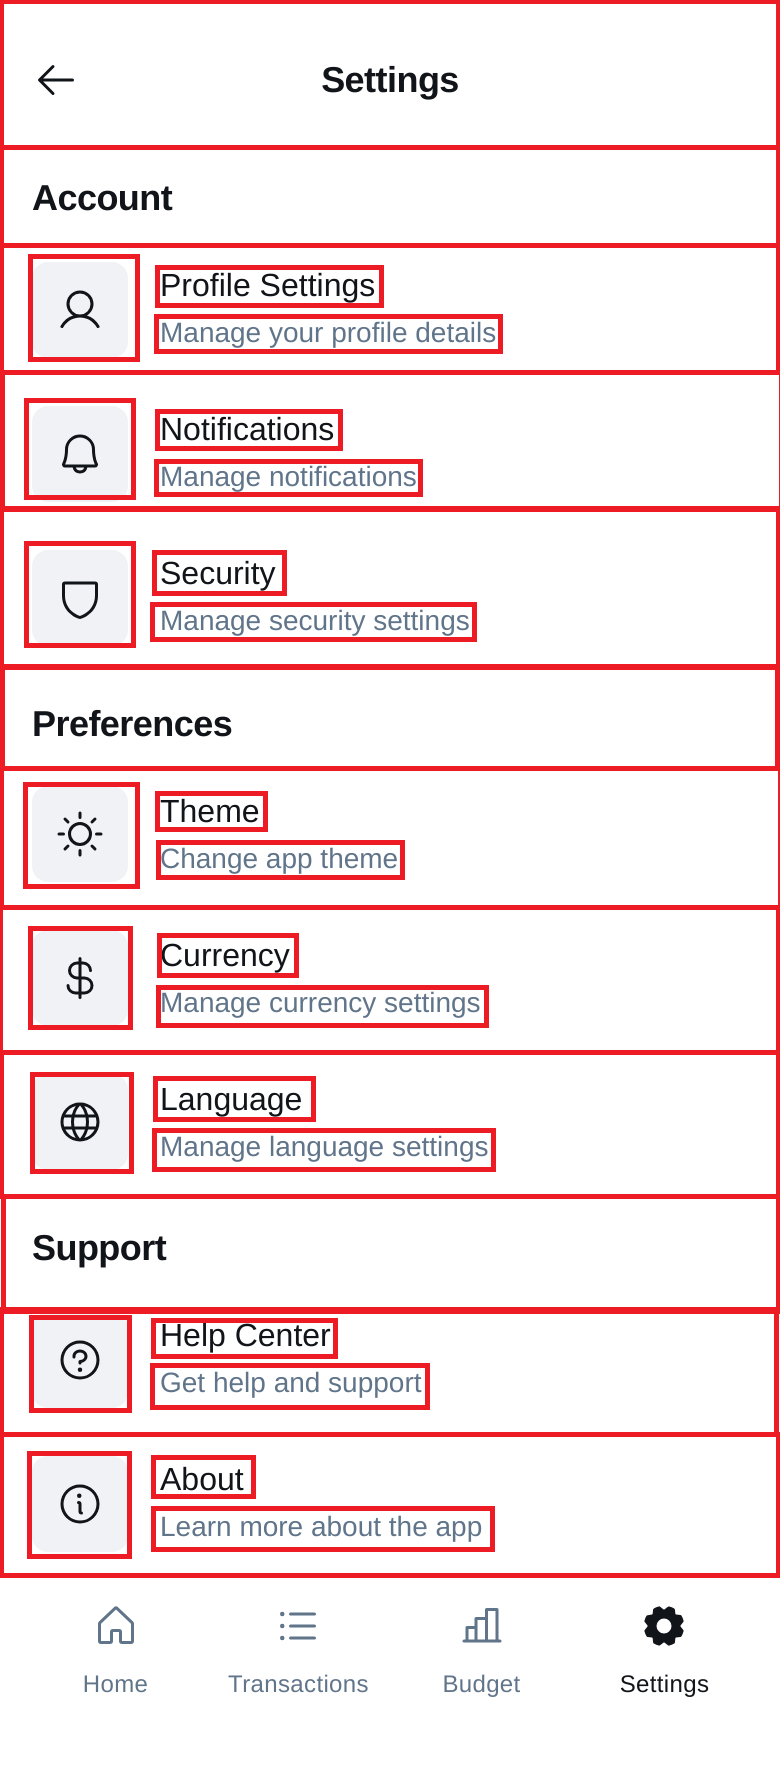 Settings
Account
Profile Settings
Manage your profile details
Notifications
Manage notifications
Security
Manage security settings
Preferences
Theme
Change app theme
Currency
Manage currency settings
Language
Manage language settings
Support
Help Center
Get help and support
About
Learn more about the app
Home Transactions Budget Settings